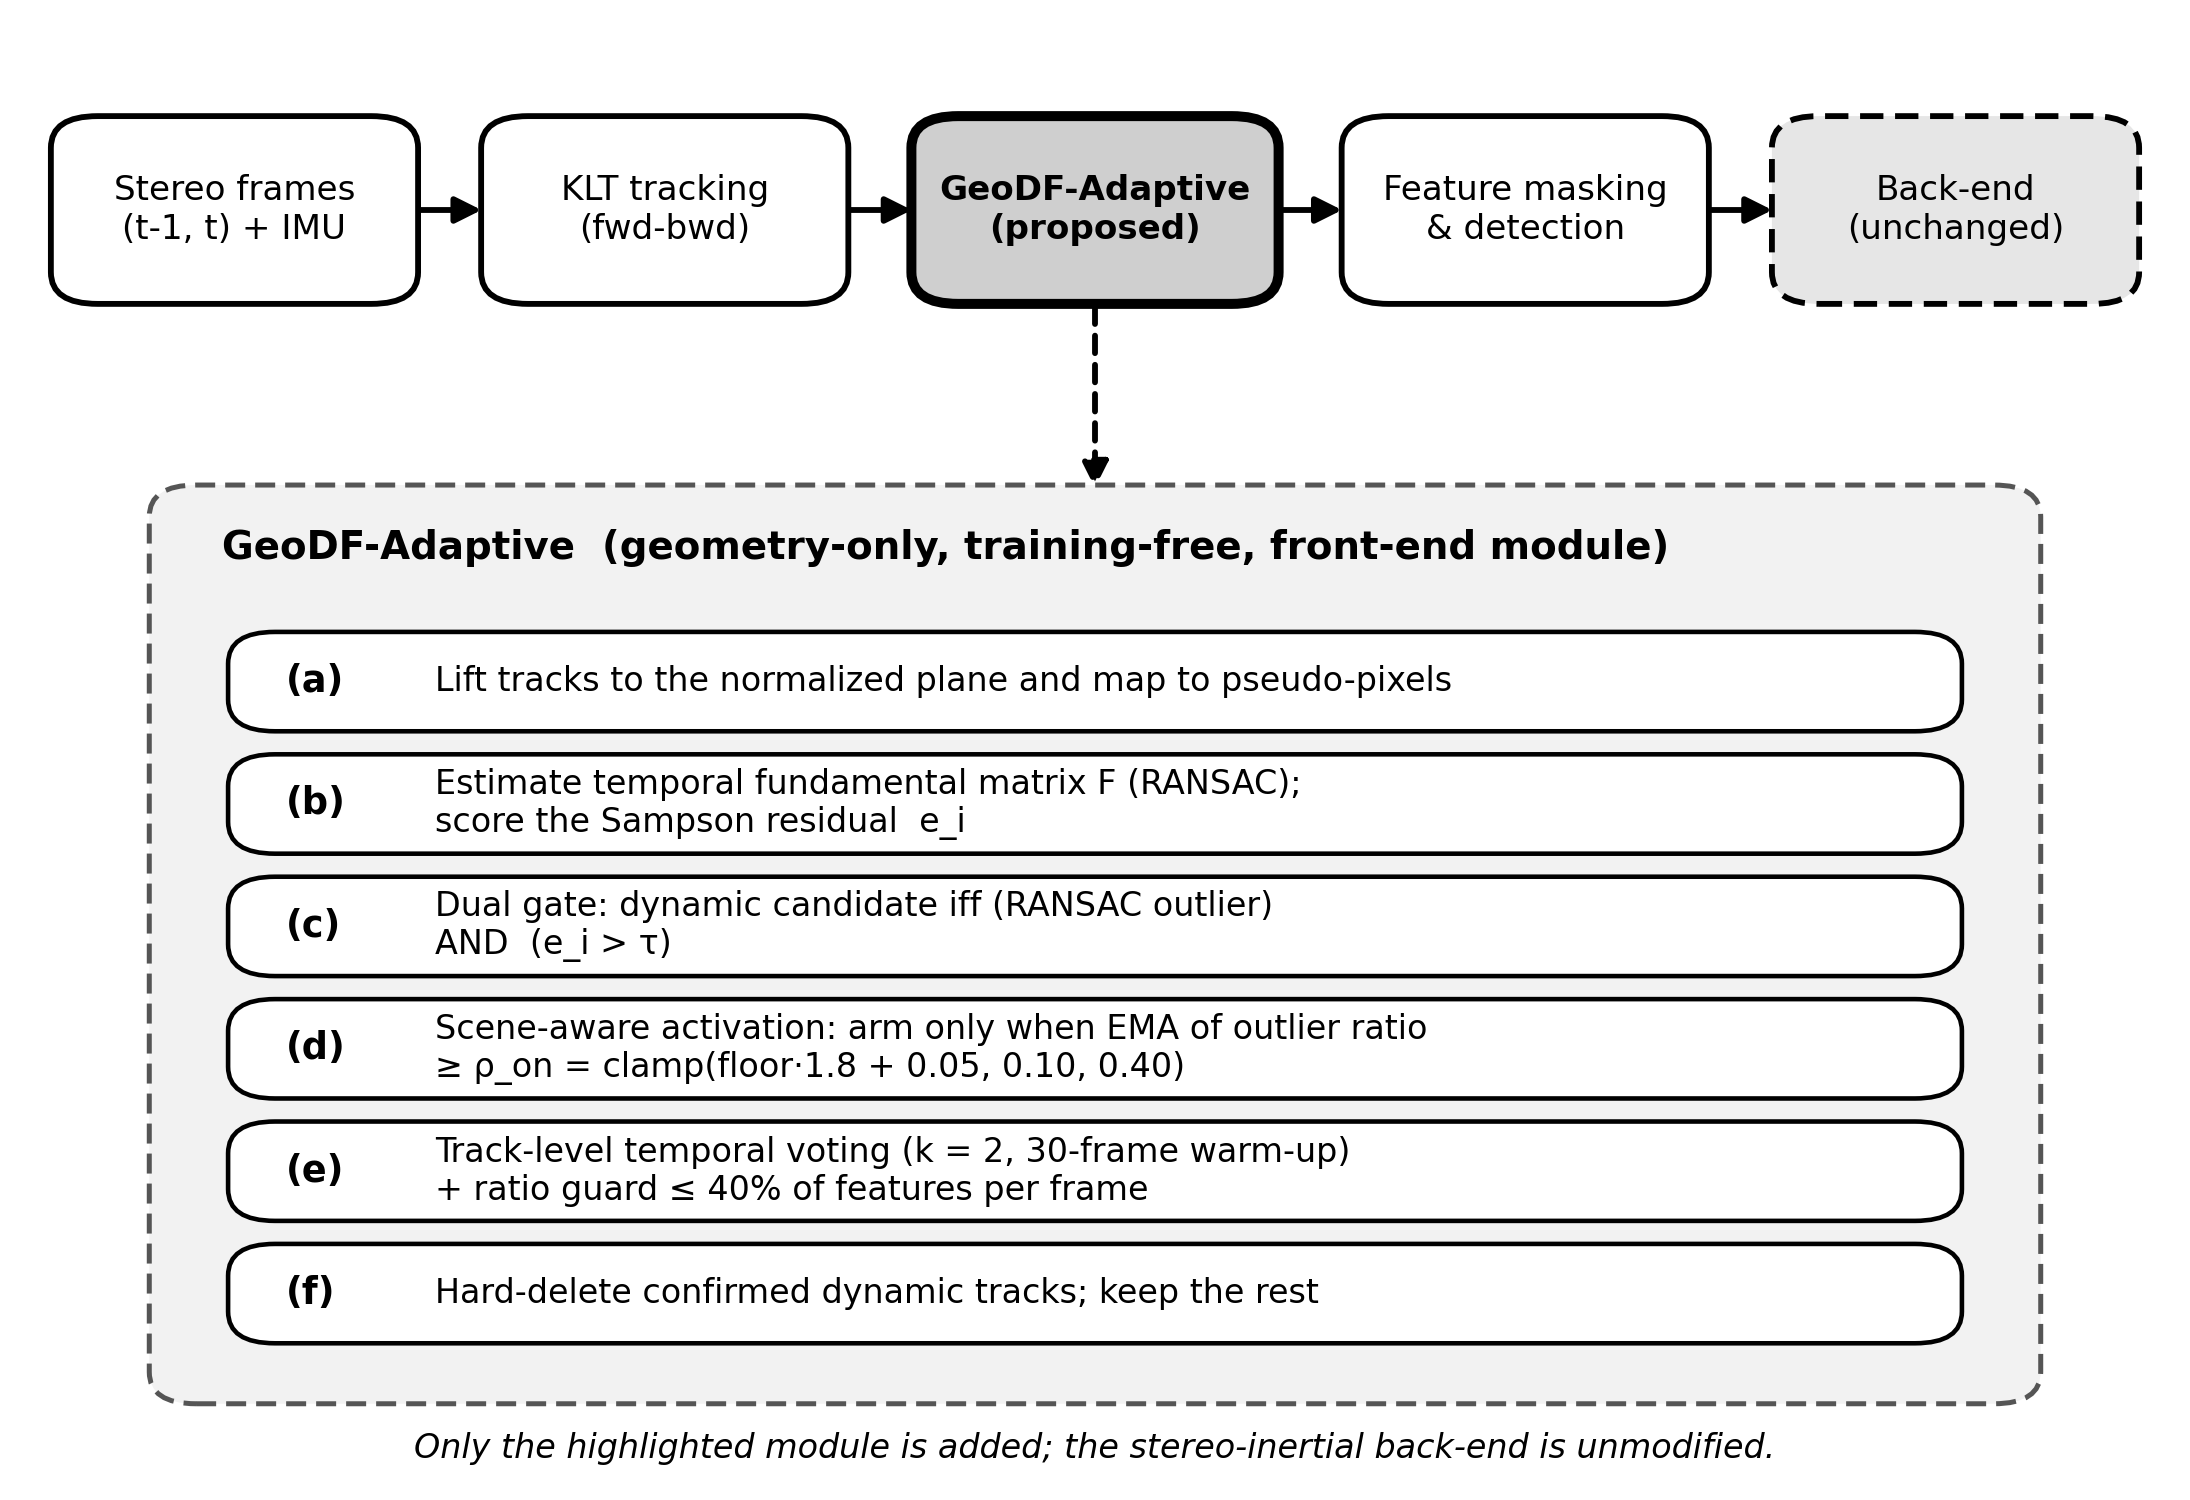 Stereo frames
(t-1, t) + IMU
KLT tracking
(fwd-bwd)
GeoDF-Adaptive
(proposed)
Feature masking
& detection
Back-end
(unchanged)
GeoDF-Adaptive (geometry-only, training-free, front-end module)
(a) Lift tracks to the normalized plane and map to pseudo-pixels
(b) Estimate temporal fundamental matrix F (RANSAC);
score the Sampson residual e_i
(c) Dual gate: dynamic candidate iff (RANSAC outlier)
AND (e_i > τ)
(d) Scene-aware activation: arm only when EMA of outlier ratio
≥ ρ_on = clamp(floor·1.8 + 0.05, 0.10, 0.40)
(e) Track-level temporal voting (k = 2, 30-frame warm-up)
+ ratio guard ≤ 40% of features per frame
(f) Hard-delete confirmed dynamic tracks; keep the rest
Only the highlighted module is added; the stereo-inertial back-end is unmodified.